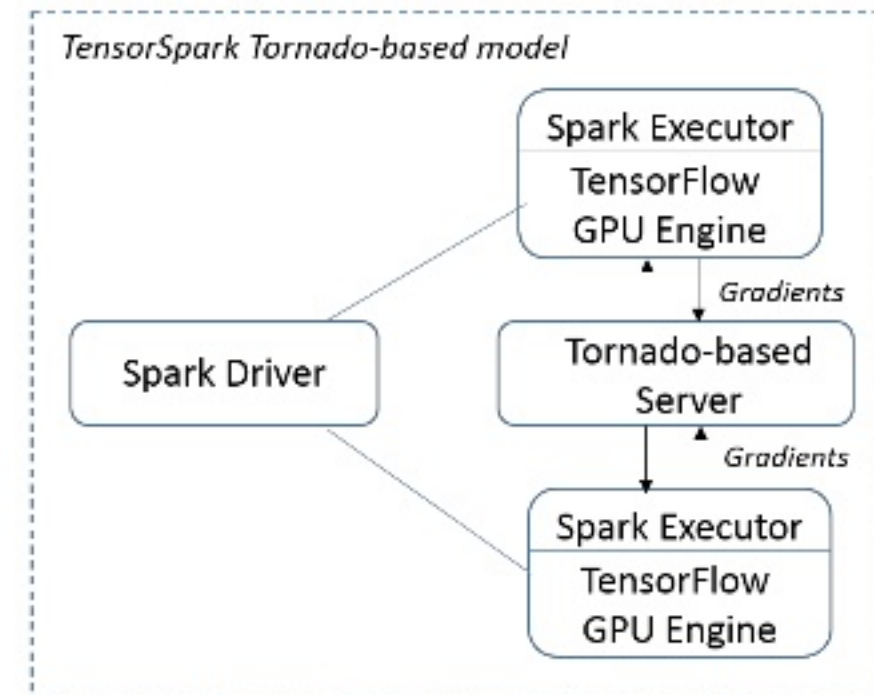 TensorSpark Tornado-based model
Spark Executor
TensorFlow
GPU Engine
Gradients
Spark Driver
Tornado-based
Server
Gradients
Spark Executor
TensorFlow
GPU Engine